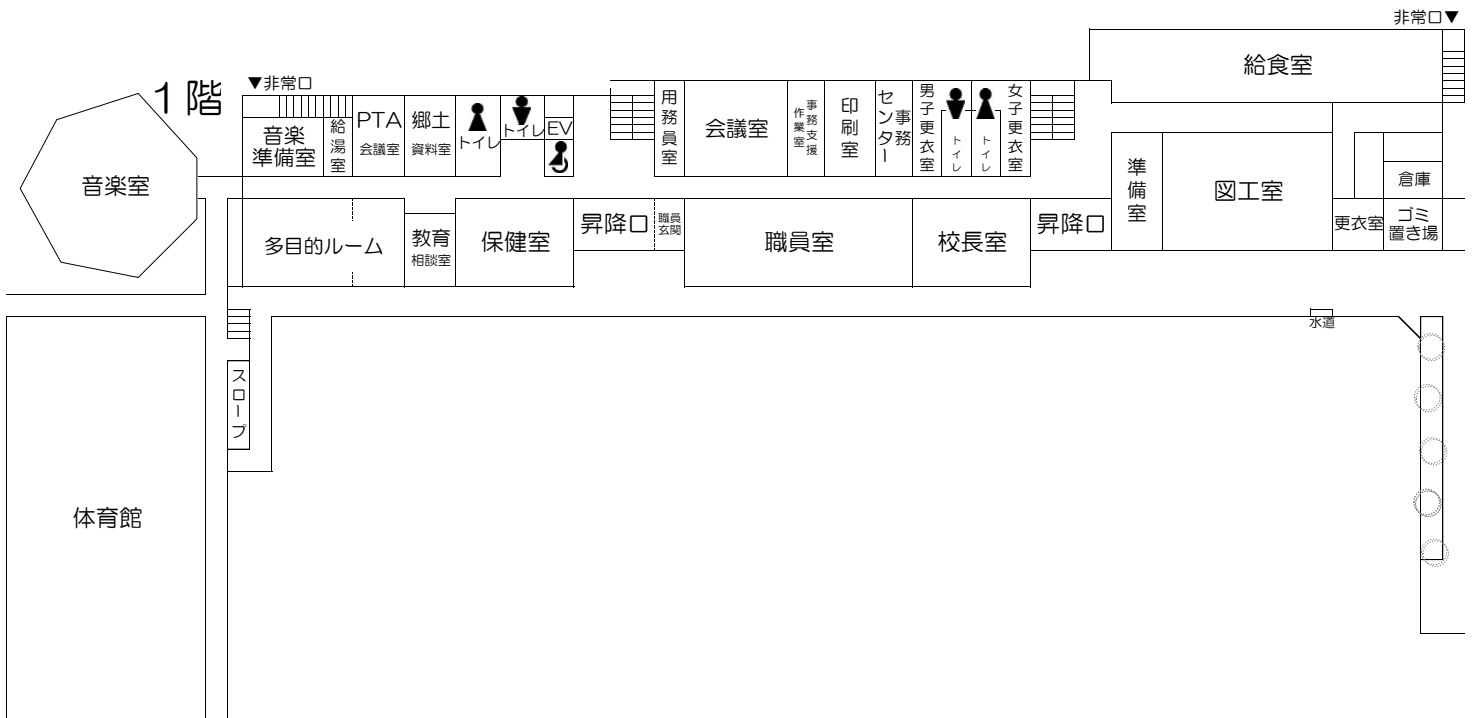 非常口▼
給食室
1階
▼非常口
音楽室
音楽
準備室
給湯室
PTA
会議室
郷土
資料室
トイレ
トイレ
EV
用務員室
会議室
事務支援
作業室
印刷室
事務
センター
男子更衣室
トイレ
トイレ
女子更衣室
準備室
図工室
倉庫
更衣室
ゴミ
置き場
多目的ルーム
教育
相談室
保健室
昇降口
職員
玄関
職員室
校長室
昇降口
水道
スロープ
体育館